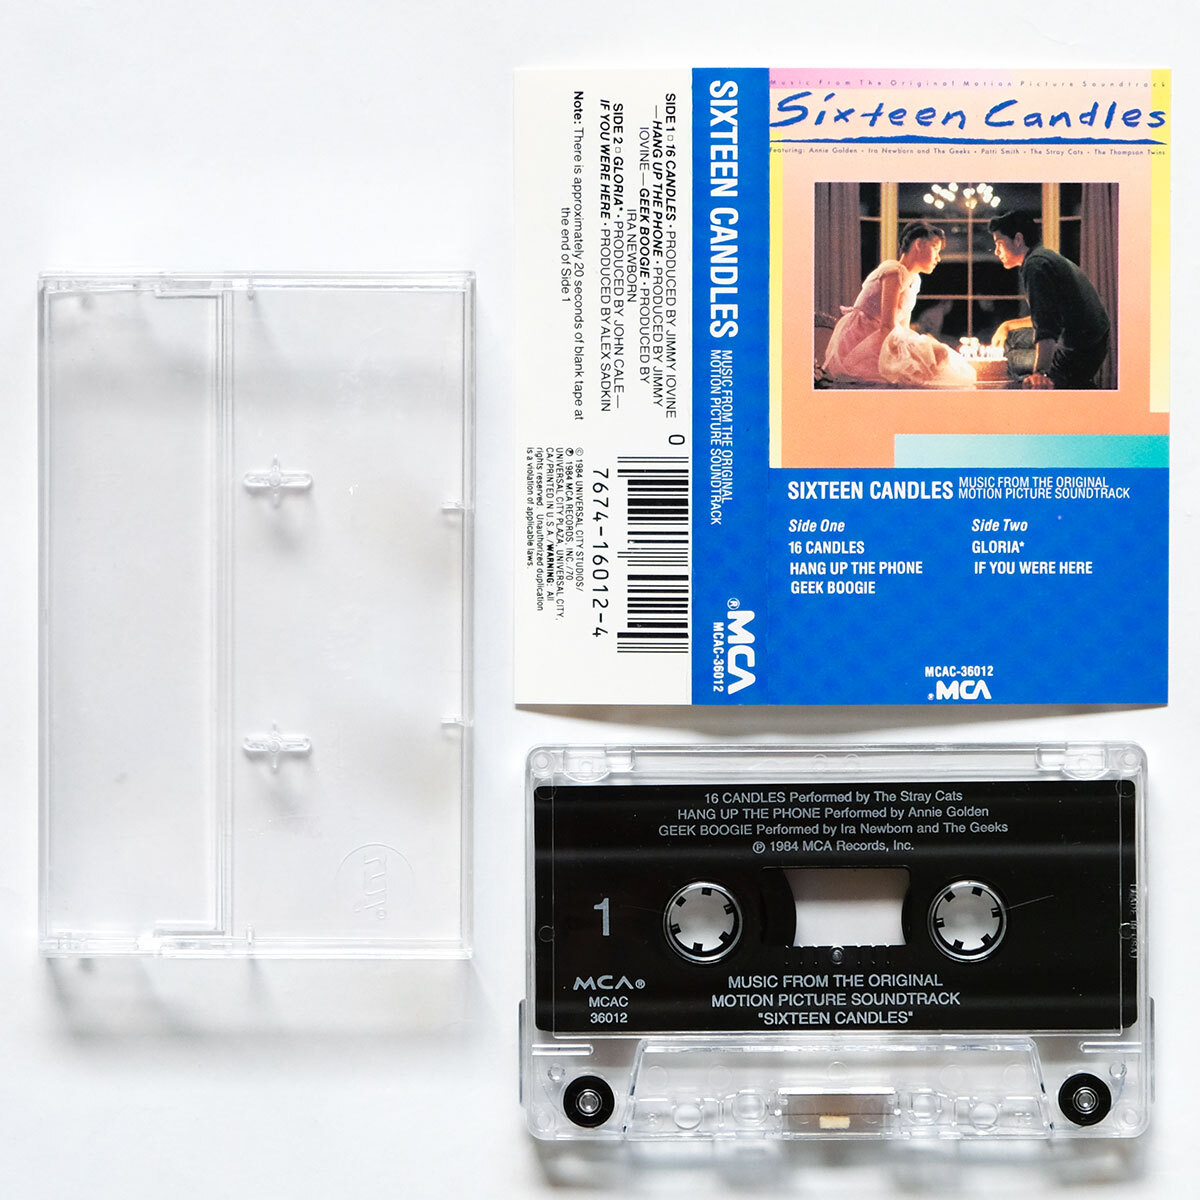 SIDE 1 □ 16 CANDLES • PRODUCED BY JIMMY IOVINE
— HANG UP THE PHONE • PRODUCED BY JIMMY
IOVINE — GEEK BOOGIE • PRODUCED BY
IRA NEWBORN
SIDE 2 □ GLORIA* • PRODUCED BY JOHN CALE —
IF YOU WERE HERE • PRODUCED BY ALEX SADKIN
Note: There is approximately 20 seconds of blank tape at
the end of Side 1
0
7674-16012-4
© 1984 UNIVERSAL CITY STUDIOS/
℗ 1984 MCA RECORDS, INC./70
UNIVERSAL CITY PLAZA, UNIVERSAL CITY,
CA/PRINTED IN U.S.A./WARNING: All
rights reserved. Unauthorized duplication
is a violation of applicable laws.
SIXTEEN CANDLES
MUSIC FROM THE ORIGINAL
MOTION PICTURE SOUNDTRACK
MCA®
MCAC-36012
Music From The Original Motion Picture Soundtrack
Sixteen Candles
Featuring: Annie Golden • Ira Newborn and The Geeks • Patti Smith • The Stray Cats • The Thompson Twins
SIXTEEN CANDLES MUSIC FROM THE ORIGINAL
MOTION PICTURE SOUNDTRACK
Side One
16 CANDLES
HANG UP THE PHONE
GEEK BOOGIE
Side Two
GLORIA*
IF YOU WERE HERE
MCAC-36012
®MCA
16 CANDLES Performed by The Stray Cats
HANG UP THE PHONE Performed by Annie Golden
GEEK BOOGIE Performed by Ira Newborn and The Geeks
℗ 1984 MCA Records, Inc.
1
MCA®
MCAC
36012
MUSIC FROM THE ORIGINAL
MOTION PICTURE SOUNDTRACK
"SIXTEEN CANDLES"
MADE IN USA